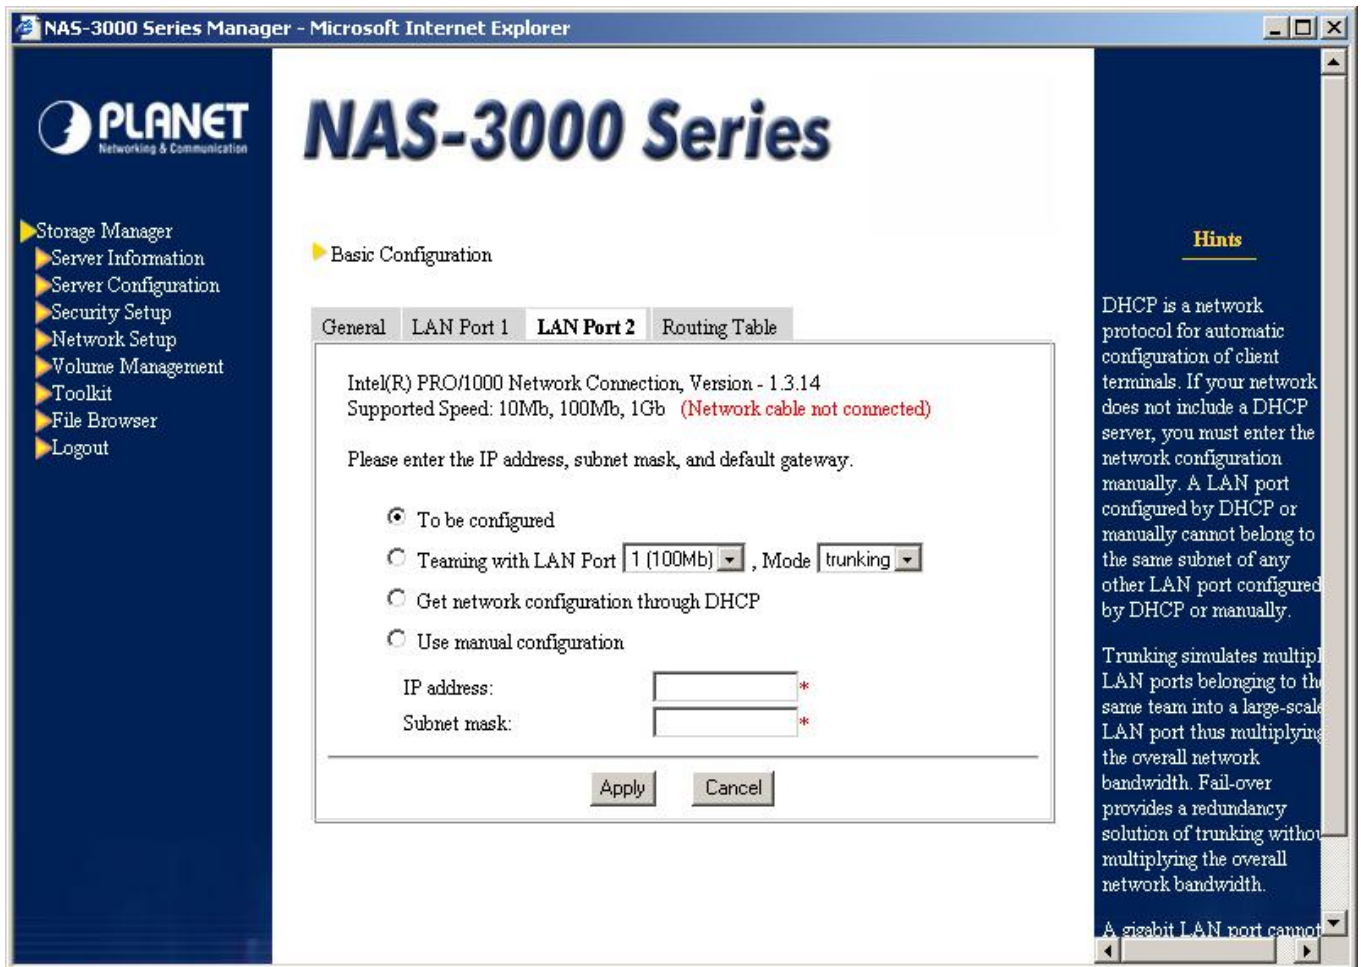 NAS-3000 Series Manager - Microsoft Internet Explorer
PLANET
Networking & Communication
NAS-3000 Series
Storage Manager
Server Information
Server Configuration
Security Setup
Network Setup
Volume Management
Toolkit
File Browser
Logout
Basic Configuration
General LAN Port 1 LAN Port 2 Routing Table
Intel(R) PRO/1000 Network Connection, Version - 1.3.14
Supported Speed: 10Mb, 100Mb, 1Gb (Network cable not connected)
Please enter the IP address, subnet mask, and default gateway.
To be configured
Teaming with LAN Port 1 (100Mb) , Mode trunking
Get network configuration through DHCP
Use manual configuration
IP address: *
Subnet mask: *
Apply Cancel
Hints
DHCP is a network
protocol for automatic
configuration of client
terminals. If your network
does not include a DHCP
server, you must enter the
network configuration
manually. A LAN port
configured by DHCP or
manually cannot belong to
the same subnet of any
other LAN port configured
by DHCP or manually.
Trunking simulates multipl
LAN ports belonging to the
same team into a large-scale
LAN port thus multiplying
the overall network
bandwidth. Fail-over
provides a redundancy
solution of trunking withou
multiplying the overall
network bandwidth.
A gigabit LAN port cannot